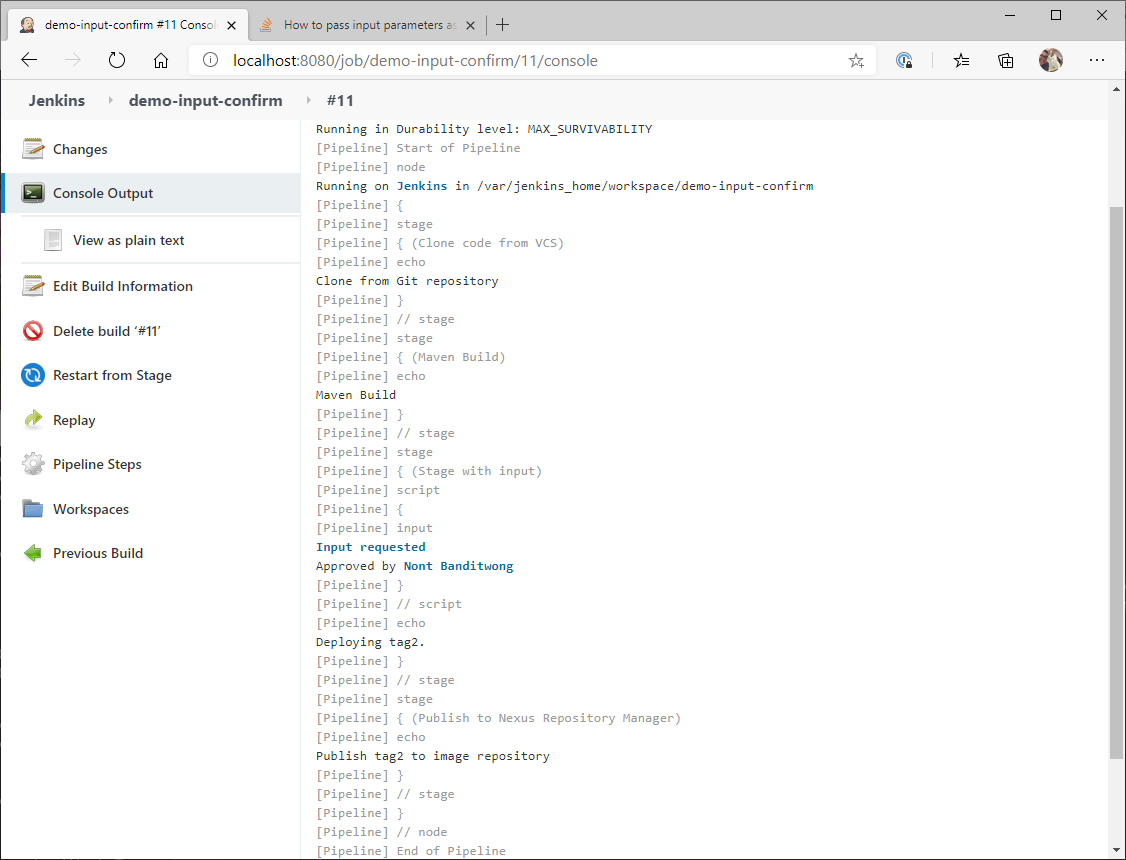 demo-input-confirm #11 Consol
How to pass input parameters as
localhost:8080/job/demo-input-confirm/11/console
Jenkins demo-input-confirm #11
Changes
Console Output
View as plain text
Edit Build Information
Delete build ‘#11’
Restart from Stage
Replay
Pipeline Steps
Workspaces
Previous Build
Running in Durability level: MAX_SURVIVABILITY
[Pipeline] Start of Pipeline
[Pipeline] node
Running on Jenkins in /var/jenkins_home/workspace/demo-input-confirm
[Pipeline] {
[Pipeline] stage
[Pipeline] { (Clone code from VCS)
[Pipeline] echo
Clone from Git repository
[Pipeline] }
[Pipeline] // stage
[Pipeline] stage
[Pipeline] { (Maven Build)
[Pipeline] echo
Maven Build
[Pipeline] }
[Pipeline] // stage
[Pipeline] stage
[Pipeline] { (Stage with input)
[Pipeline] script
[Pipeline] {
[Pipeline] input
Input requested
Approved by Nont Banditwong
[Pipeline] }
[Pipeline] // script
[Pipeline] echo
Deploying tag2.
[Pipeline] }
[Pipeline] // stage
[Pipeline] stage
[Pipeline] { (Publish to Nexus Repository Manager)
[Pipeline] echo
Publish tag2 to image repository
[Pipeline] }
[Pipeline] // stage
[Pipeline] }
[Pipeline] // node
[Pipeline] End of Pipeline